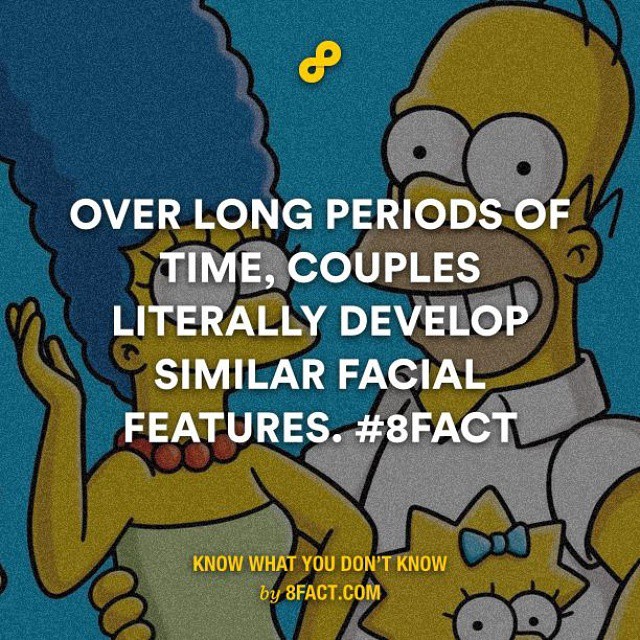 OVER LONG PERIODS OF
TIME, COUPLES
LITERALLY DEVELOP
SIMILAR FACIAL
FEATURES. #8FACT
KNOW WHAT YOU DON'T KNOW
by 8FACT.COM